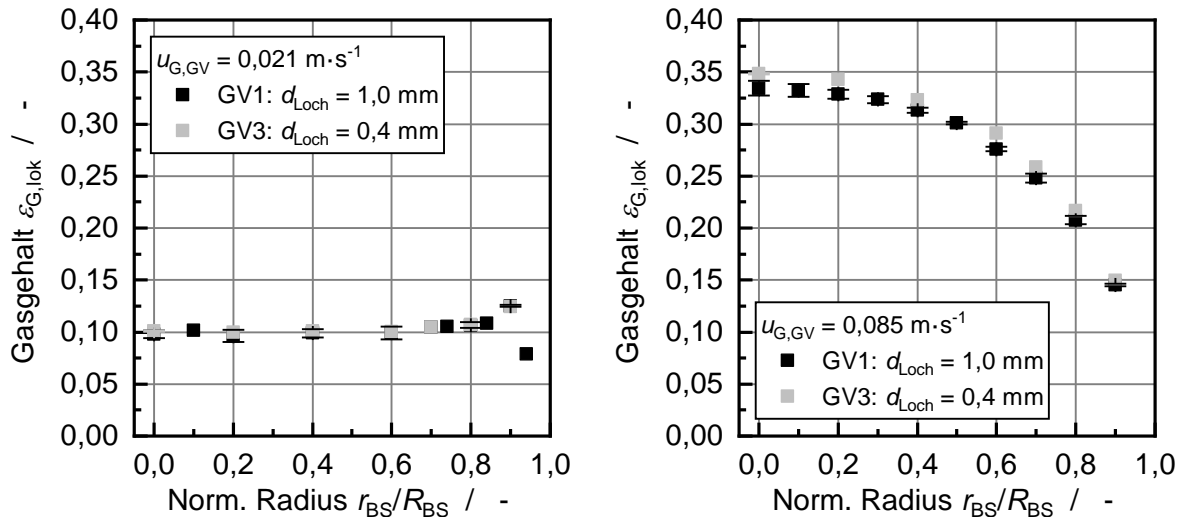 0,40
0,35
0,30
0,25
0,20
0,15
0,10
0,05
0,00
Gasgehalt εG,lok / -
uG,GV = 0,021 m·s-1
GV1: dLoch = 1,0 mm
GV3: dLoch = 0,4 mm
0,0 0,2 0,4 0,6 0,8 1,0
Norm. Radius rBS/RBS / -
0,40
0,35
0,30
0,25
0,20
0,15
0,10
0,05
0,00
Gasgehalt εG,lok / -
uG,GV = 0,085 m·s-1
GV1: dLoch = 1,0 mm
GV3: dLoch = 0,4 mm
0,0 0,2 0,4 0,6 0,8 1,0
Norm. Radius rBS/RBS / -